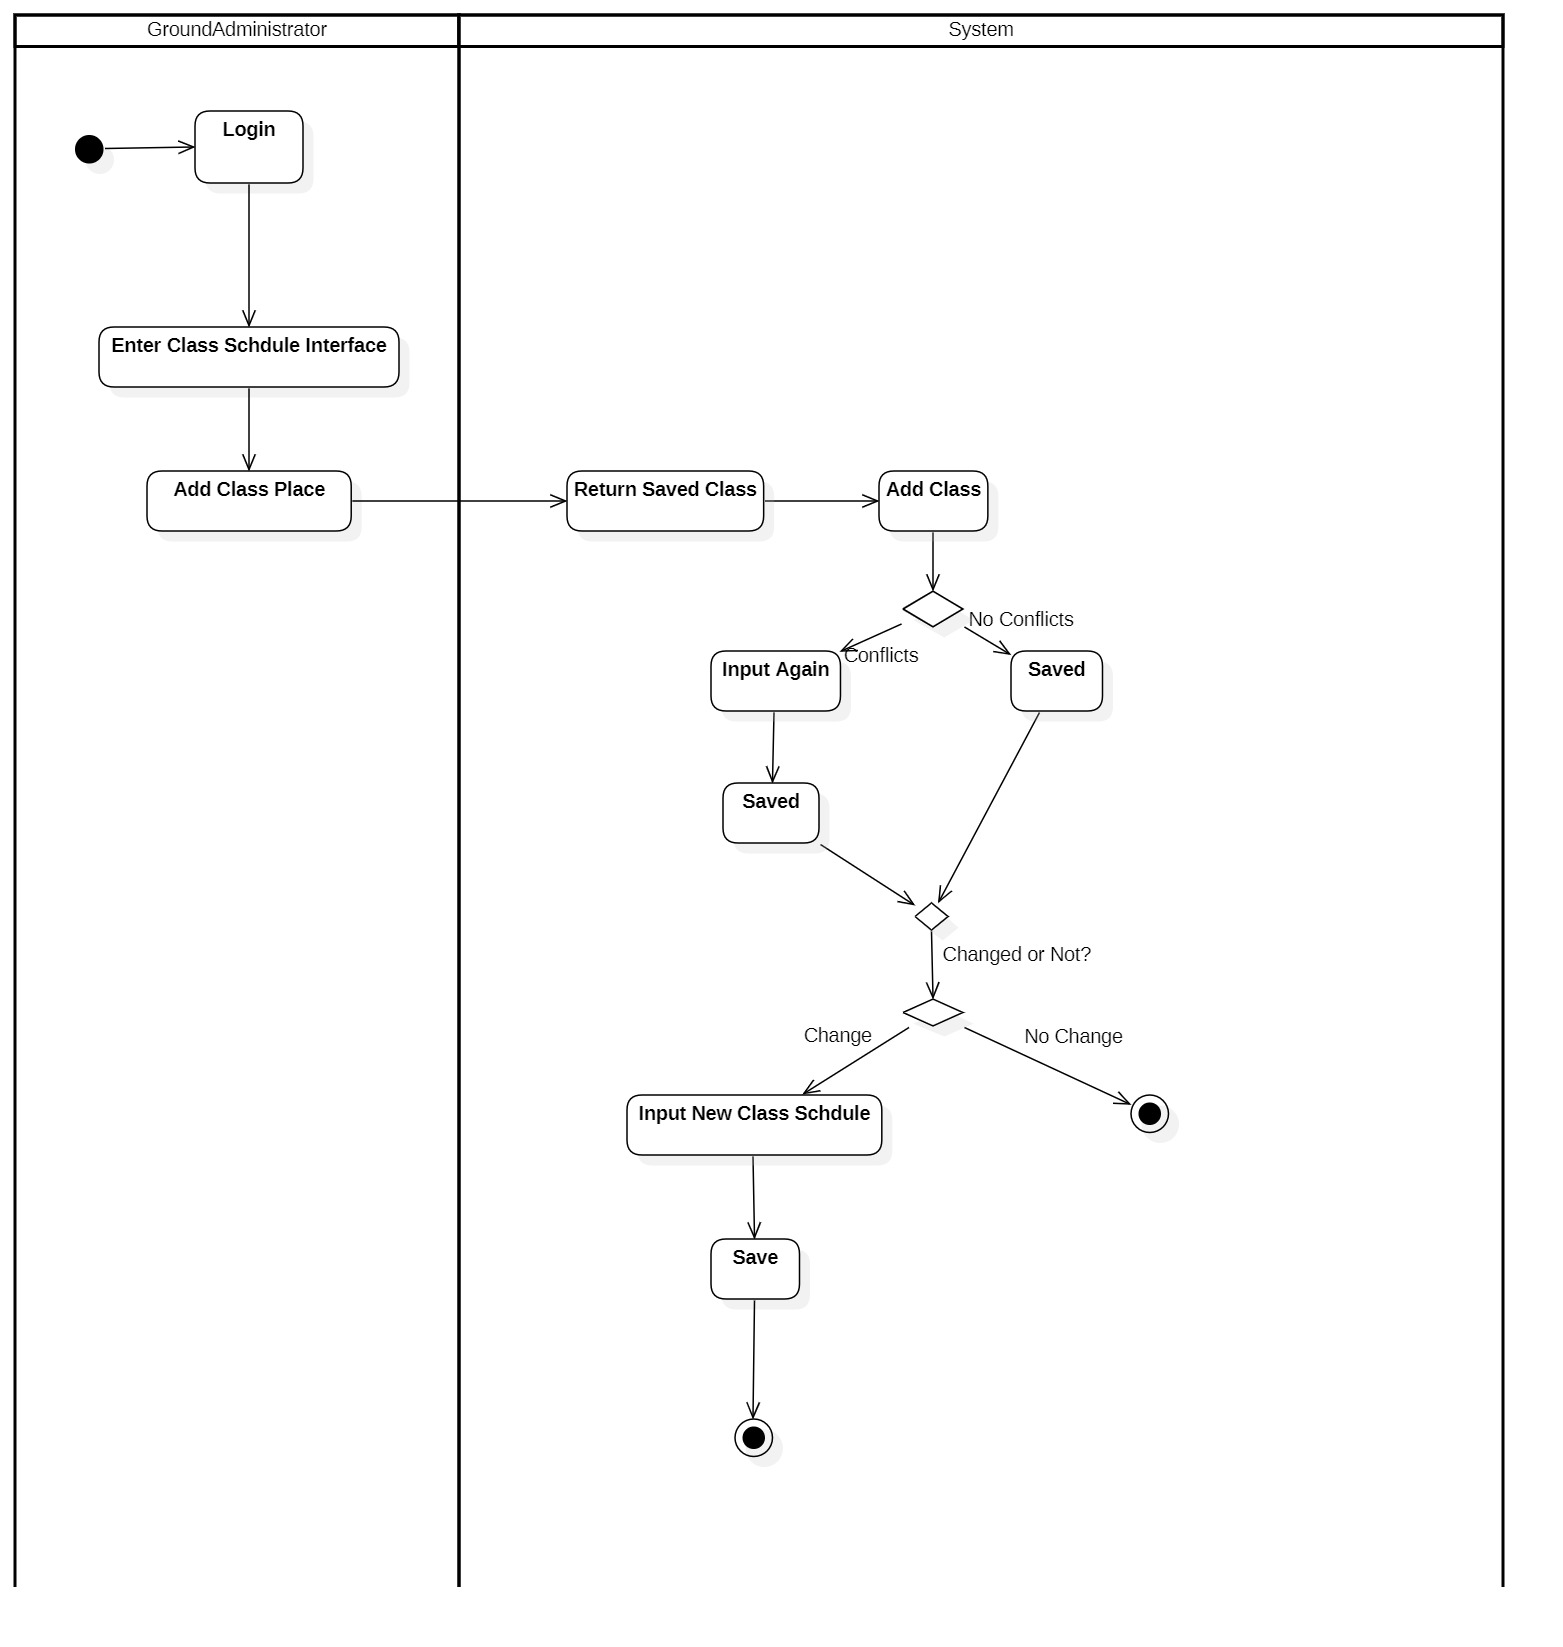 GroundAdministrator
System
Login
Enter Class Schdule Interface
Add Class Place
Return Saved Class
Add Class
No Conflicts
Conflicts
Input Again
Saved
Saved
Changed or Not?
Change
No Change
Input New Class Schdule
Save